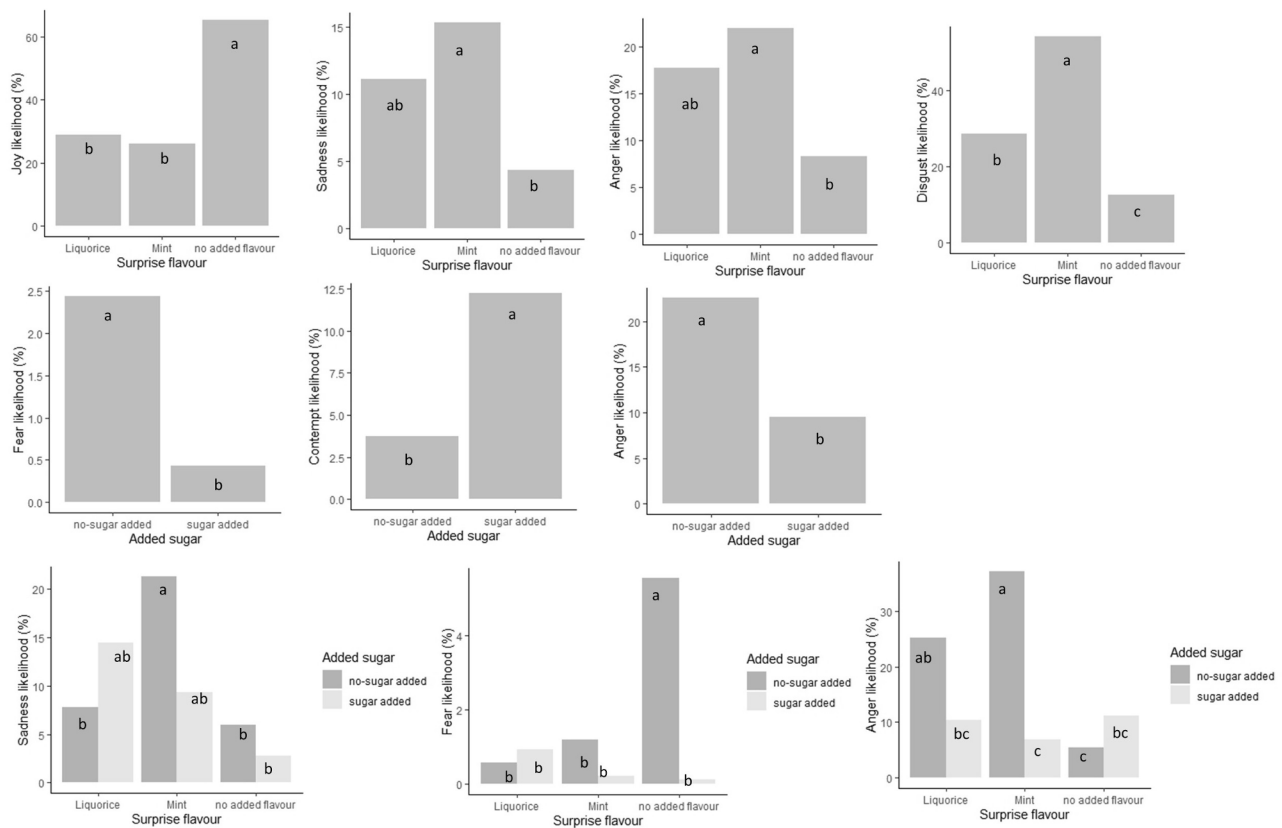 Joy likelihood (%)
60
40
20
0
a
b
b
Liquorice Mint no added flavour
Surprise flavour
Sadness likelihood (%)
15
10
5
0
a
ab
b
Liquorice Mint no added flavour
Surprise flavour
Anger likelihood (%)
20
15
10
5
0
a
ab
b
Liquorice Mint no added flavour
Surprise flavour
Disgust likelihood (%)
40
20
0
a
b
c
Liquorice Mint no added flavour
Surprise flavour
Fear likelihood (%)
2.5
2.0
1.5
1.0
0.5
0.0
a
b
no-sugar added sugar added
Added sugar
Contempt likelihood (%)
12.5
10.0
7.5
5.0
2.5
0.0
a
b
no-sugar added sugar added
Added sugar
Anger likelihood (%)
20
15
10
5
0
a
b
no-sugar added sugar added
Added sugar
Sadness likelihood (%)
20
15
10
5
0
a
ab
ab
b
b
b
Liquorice Mint no added flavour
Surprise flavour
Added sugar
no-sugar added
sugar added
Fear likelihood (%)
4
2
0
a
b
b
b
b
b
Liquorice Mint no added flavour
Surprise flavour
Added sugar
no-sugar added
sugar added
Anger likelihood (%)
30
20
10
0
a
ab
bc
c
c
bc
Liquorice Mint no added flavour
Surprise flavour
Added sugar
no-sugar added
sugar added